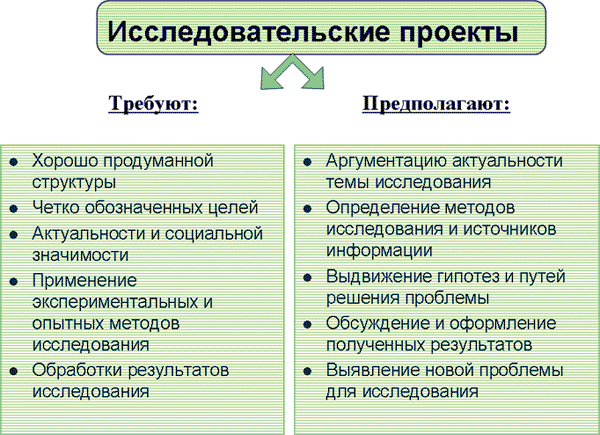 Исследовательские проекты
Требуют:
Хорошо продуманной
структуры
Четко обозначенных целей
Актуальности и социальной
значимости
Применение
экспериментальных и
опытных методов
исследования
Обработки результатов
исследования
Предполагают:
Аргументацию актуальности
темы исследования
Определение методов
исследования и источников
информации
Выдвижение гипотез и путей
решения проблемы
Обсуждение и оформление
полученных результатов
Выявление новой проблемы
для исследования